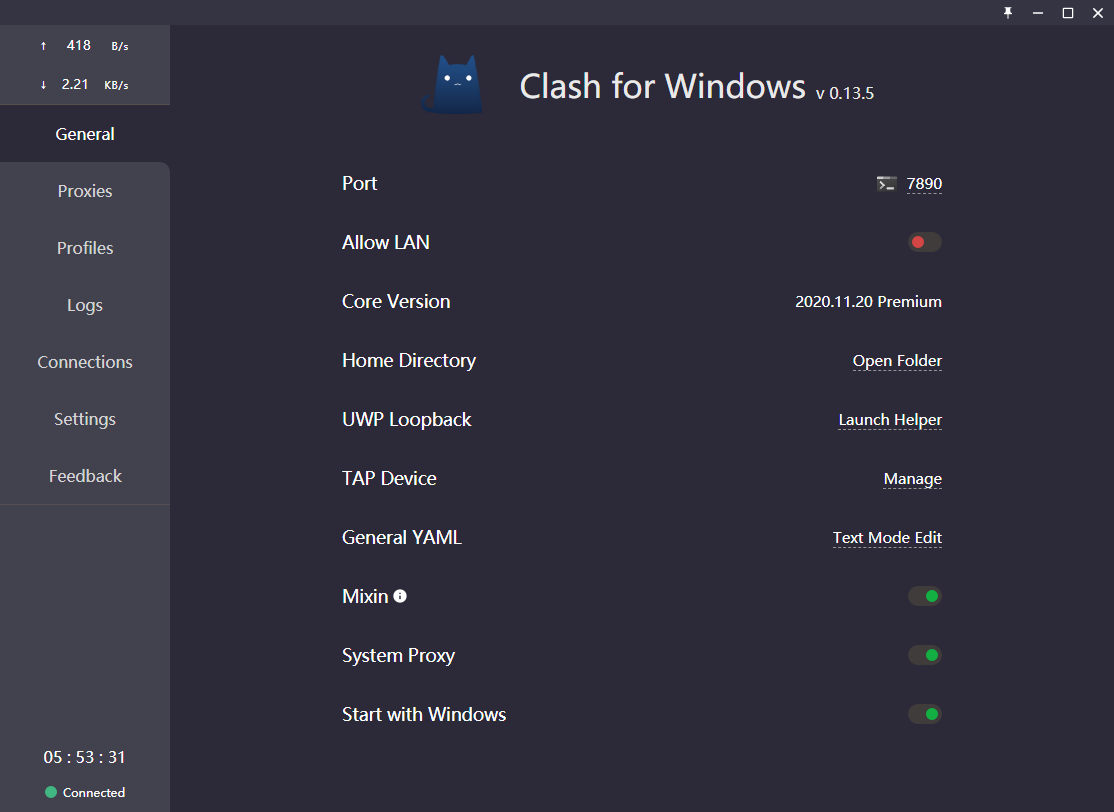 ↑ 418 B/s
↓ 2.21 KB/s
General
Proxies
Profiles
Logs
Connections
Settings
Feedback
05 : 53 : 31
Connected
Clash for Windows v 0.13.5
Port 7890
Allow LAN
Core Version 2020.11.20 Premium
Home Directory Open Folder
UWP Loopback Launch Helper
TAP Device Manage
General YAML Text Mode Edit
Mixin
System Proxy
Start with Windows